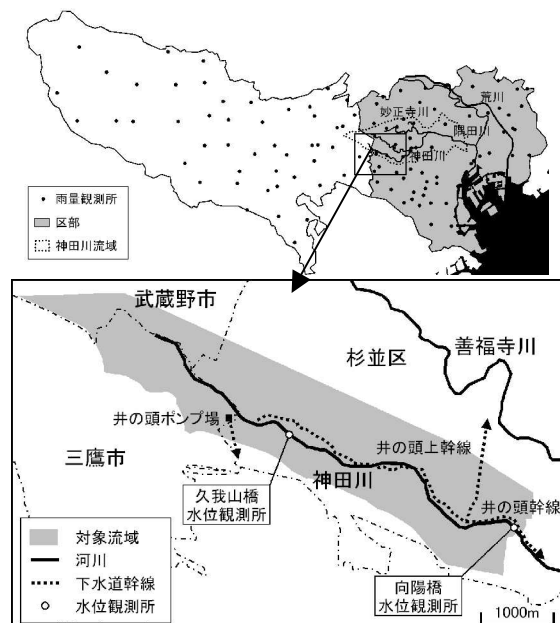 荒川
妙正寺川
隅田川
神田川
雨量観測所
区部
神田川流域
武蔵野市
杉並区
善福寺川
井の頭ポンプ場
井の頭上幹線
三鷹市
神田川
久我山橋
水位観測所
井の頭幹線
対象流域
河川
下水道幹線
水位観測所
向陽橋
水位観測所
1000m